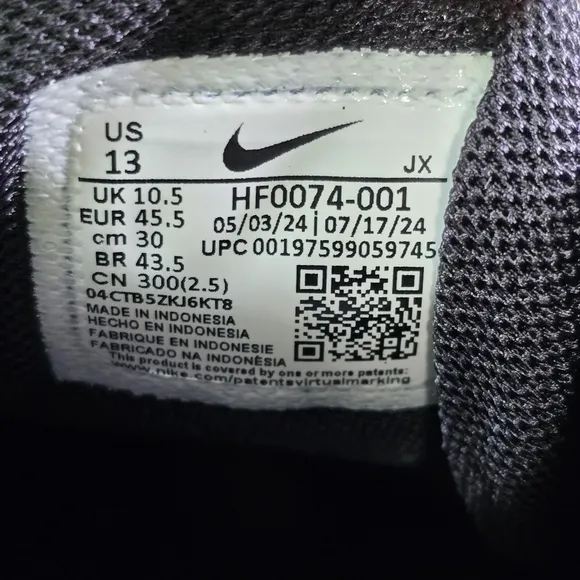 US
13
JX
UK 10.5
EUR 45.5
cm 30
BR 43.5
CN 300(2.5)
04CTB5ZKJ6KT8
HF0074-001
05/03/24 | 07/17/24
UPC 00197599059745
MADE IN INDONESIA
HECHO EN INDONESIA
FABRIQUE EN INDONESIE
FABRICADO NA INDONÉSIA
This product is covered by one or more patents:
www.nike.com/patentsvirtualmarking